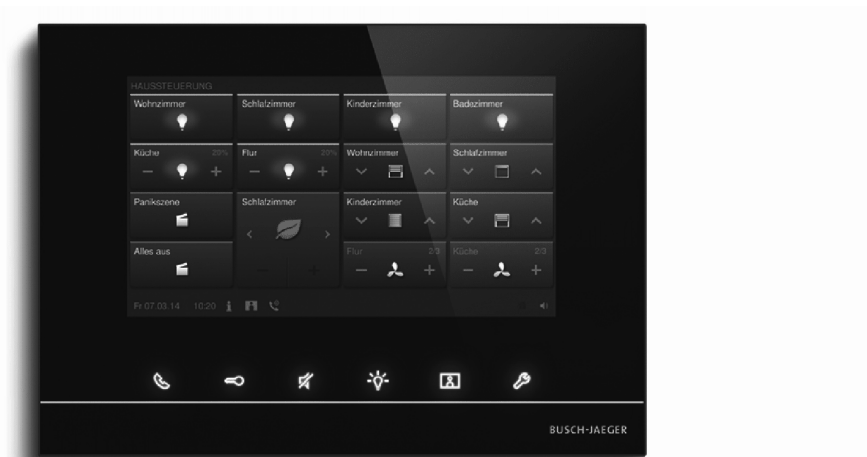 HAUSSTEUERUNG
Wohnzimmer Schlafzimmer Kinderzimmer Badezimmer
Küche 20% Flur 20% Wohnzimmer Schlafzimmer
Panikszene Schlafzimmer Kinderzimmer Küche
Alles aus Flur 2/3 Küche 2/3
Fr 07.03.14 10:20
BUSCH-JAEGER